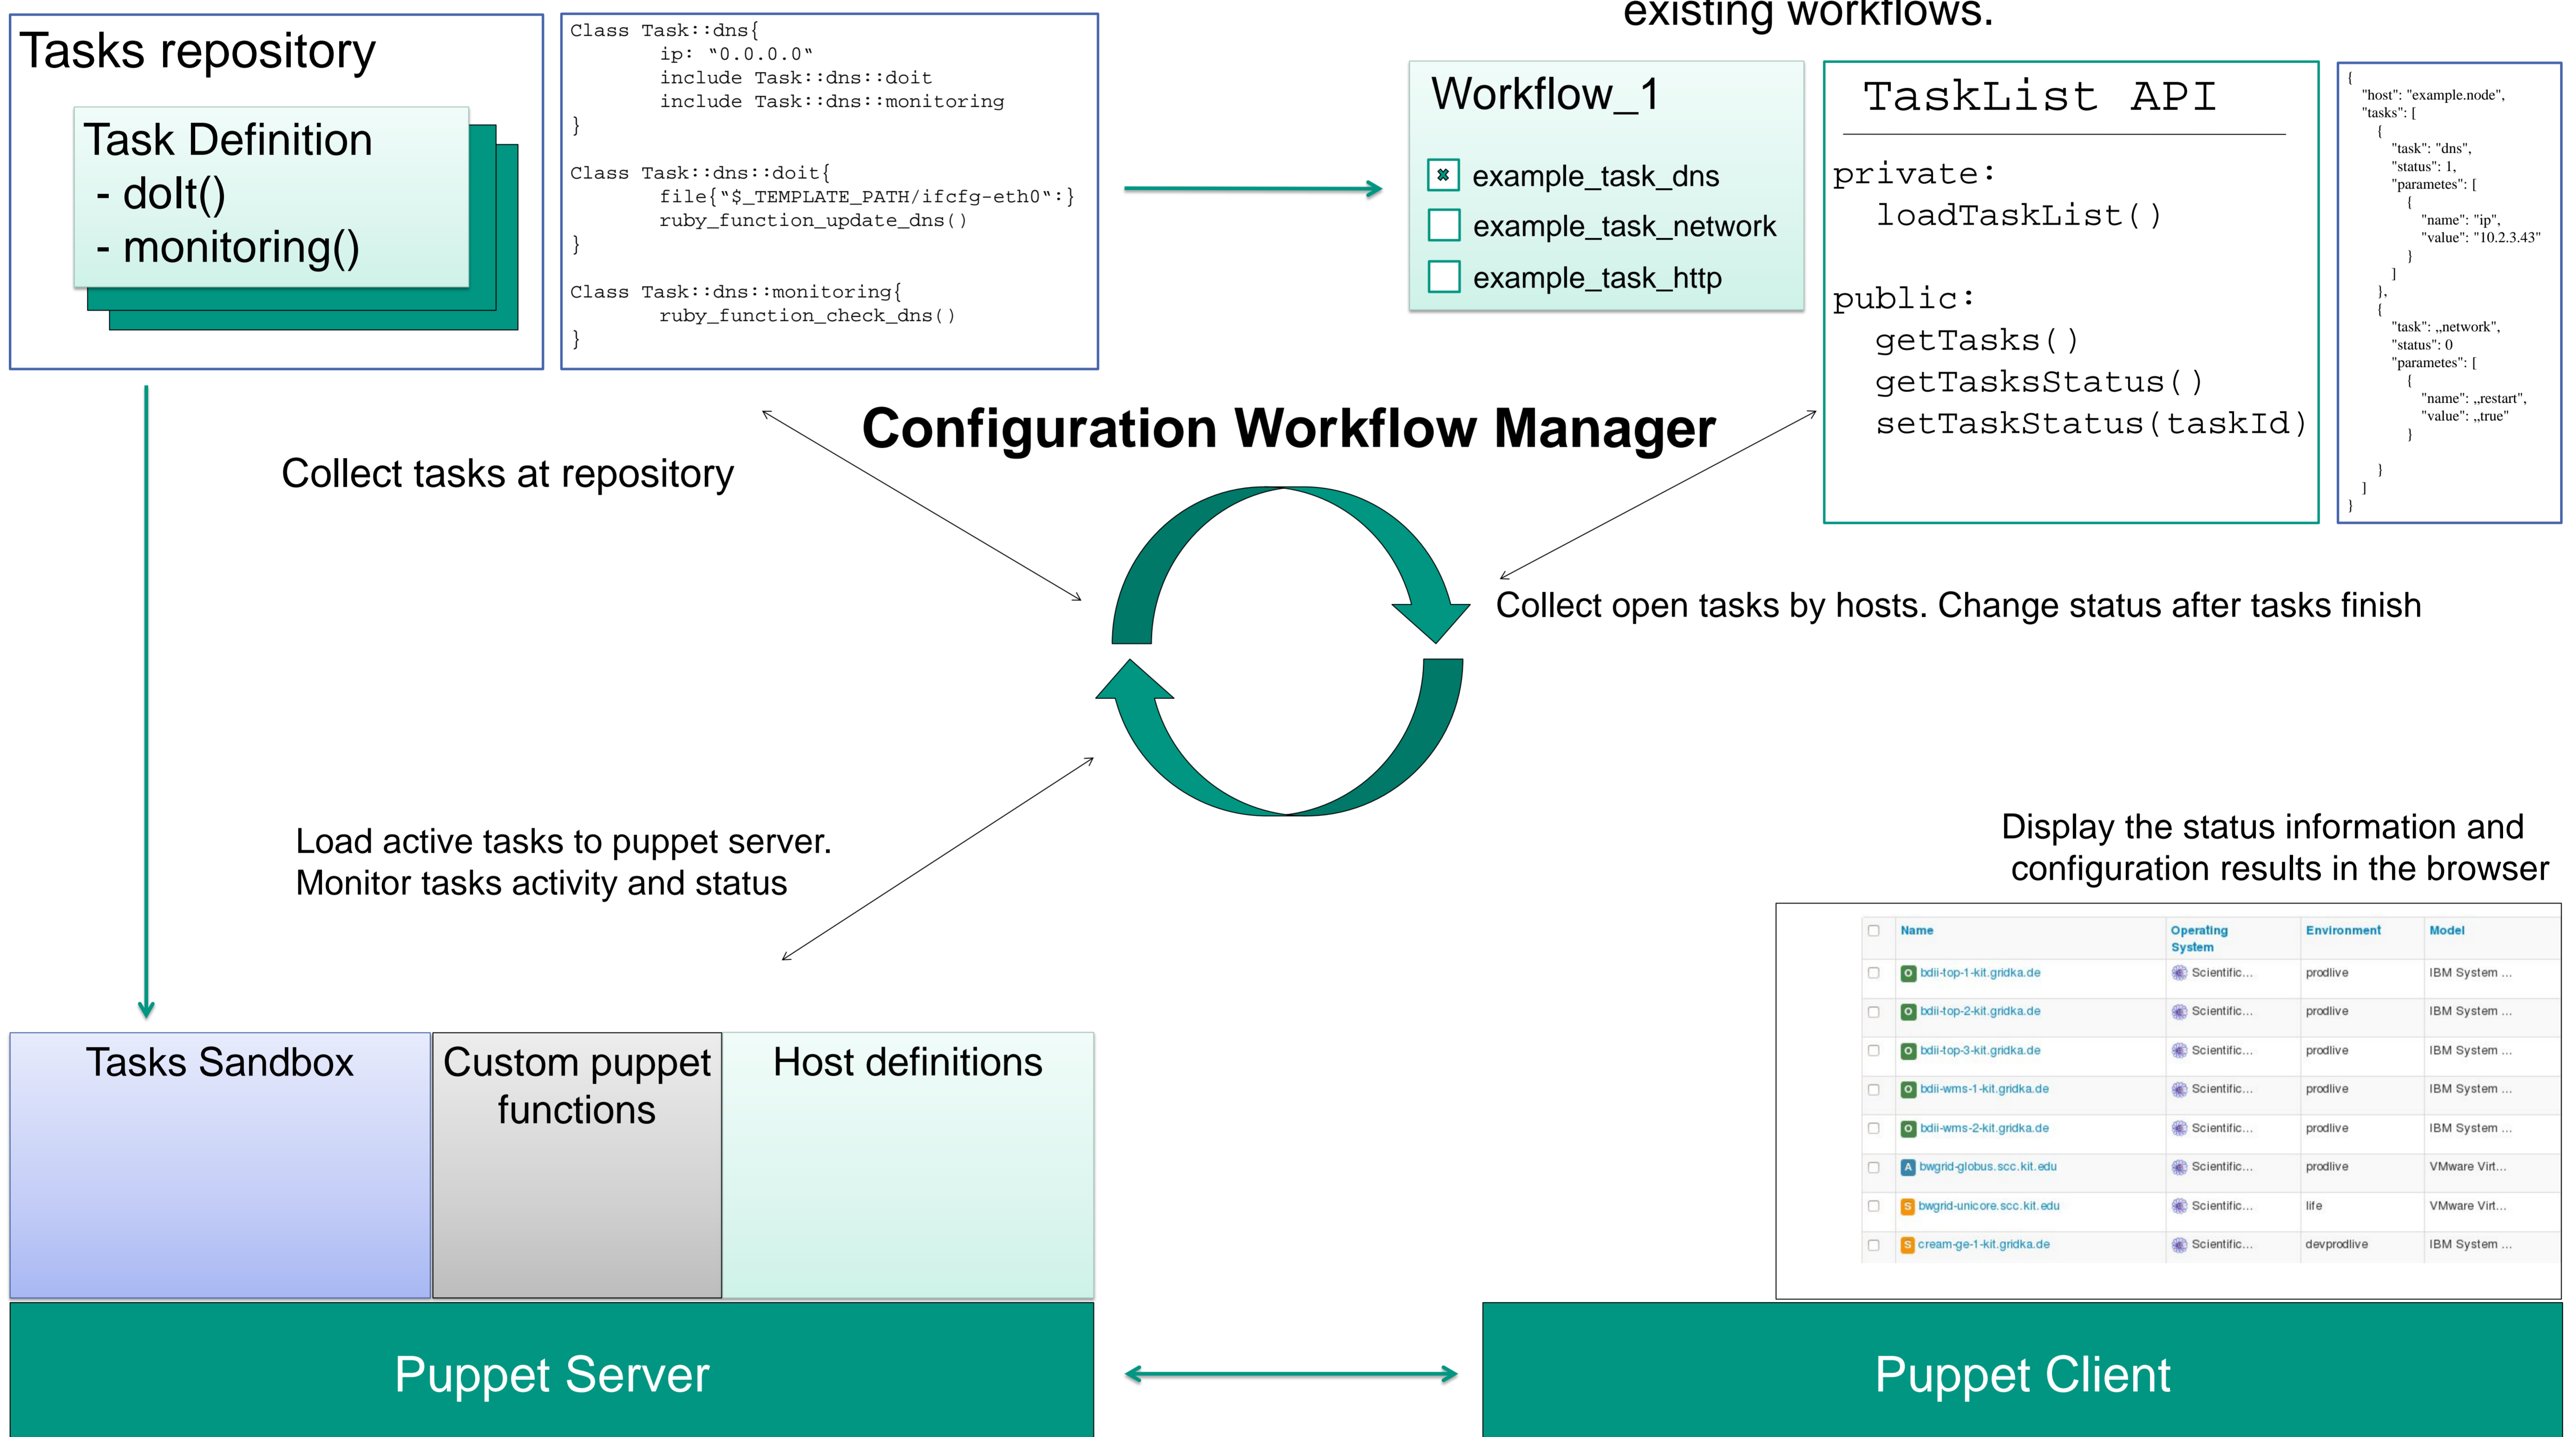 existing workflows.
Tasks repository
Task Definition
- doIt()
- monitoring()
Class Task::dns{
ip: “0.0.0.0“
include Task::dns::doit
include Task::dns::monitoring
}
Class Task::dns::doit{
file{“$_TEMPLATE_PATH/ifcfg-eth0“:}
ruby_function_update_dns()
}
Class Task::dns::monitoring{
ruby_function_check_dns()
}
Workflow_1
example_task_dns
example_task_network
example_task_http
TaskList API
private:
loadTaskList()
public:
getTasks()
getTasksStatus()
setTaskStatus(taskId)
{
"host": "example.node",
"tasks": [
{
"task": "dns",
"status": 1,
"parametes": [
{
"name": "ip",
"value": "10.2.3.43"
}
]
},
{
"task": „network",
"status": 0
"parametes": [
{
"name": „restart",
"value": „true"
}
}
]
}
Configuration Workflow Manager
Collect tasks at repository
Collect open tasks by hosts. Change status after tasks finish
Load active tasks to puppet server.
Monitor tasks activity and status
Display the status information and
configuration results in the browser
Name Operating System Environment Model
O bdii-top-1-kit.gridka.de Scientific... prodlive IBM System ...
O bdii-top-2-kit.gridka.de Scientific... prodlive IBM System ...
O bdii-top-3-kit.gridka.de Scientific... prodlive IBM System ...
O bdii-wms-1-kit.gridka.de Scientific... prodlive IBM System ...
O bdii-wms-2-kit.gridka.de Scientific... prodlive IBM System ...
A bwgrid-globus.scc.kit.edu Scientific... prodlive VMware Virt...
S bwgrid-unicore.scc.kit.edu Scientific... life VMware Virt...
S cream-ge-1-kit.gridka.de Scientific... devprodlive IBM System ...
Tasks Sandbox
Custom puppet
functions
Host definitions
Puppet Server
Puppet Client